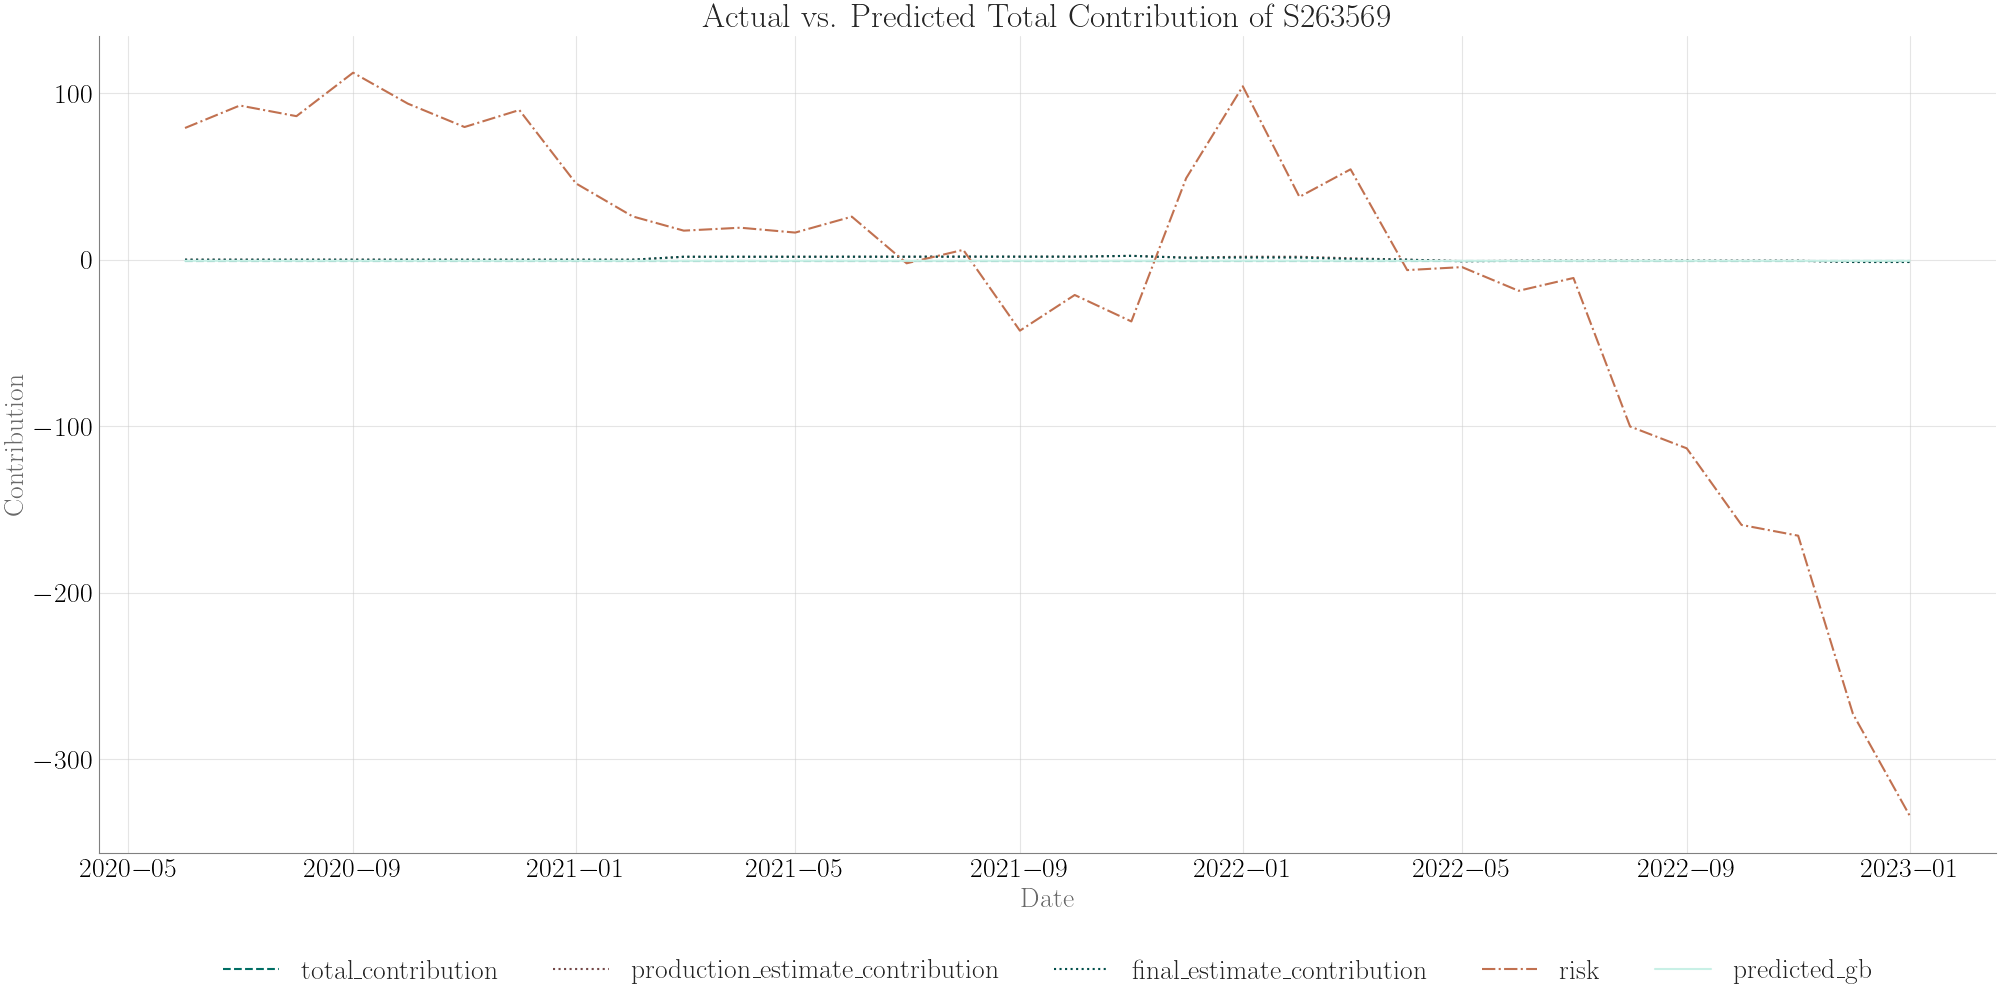 Actual vs. Predicted Total Contribution of S263569
100
0
−100
−200
−300
Contribution
2020−05 2020−09 2021−01 2021−05 2021−09 2022−01 2022−05 2022−09 2023−01
Date
total_contribution production_estimate_contribution final_estimate_contribution risk predicted_gb